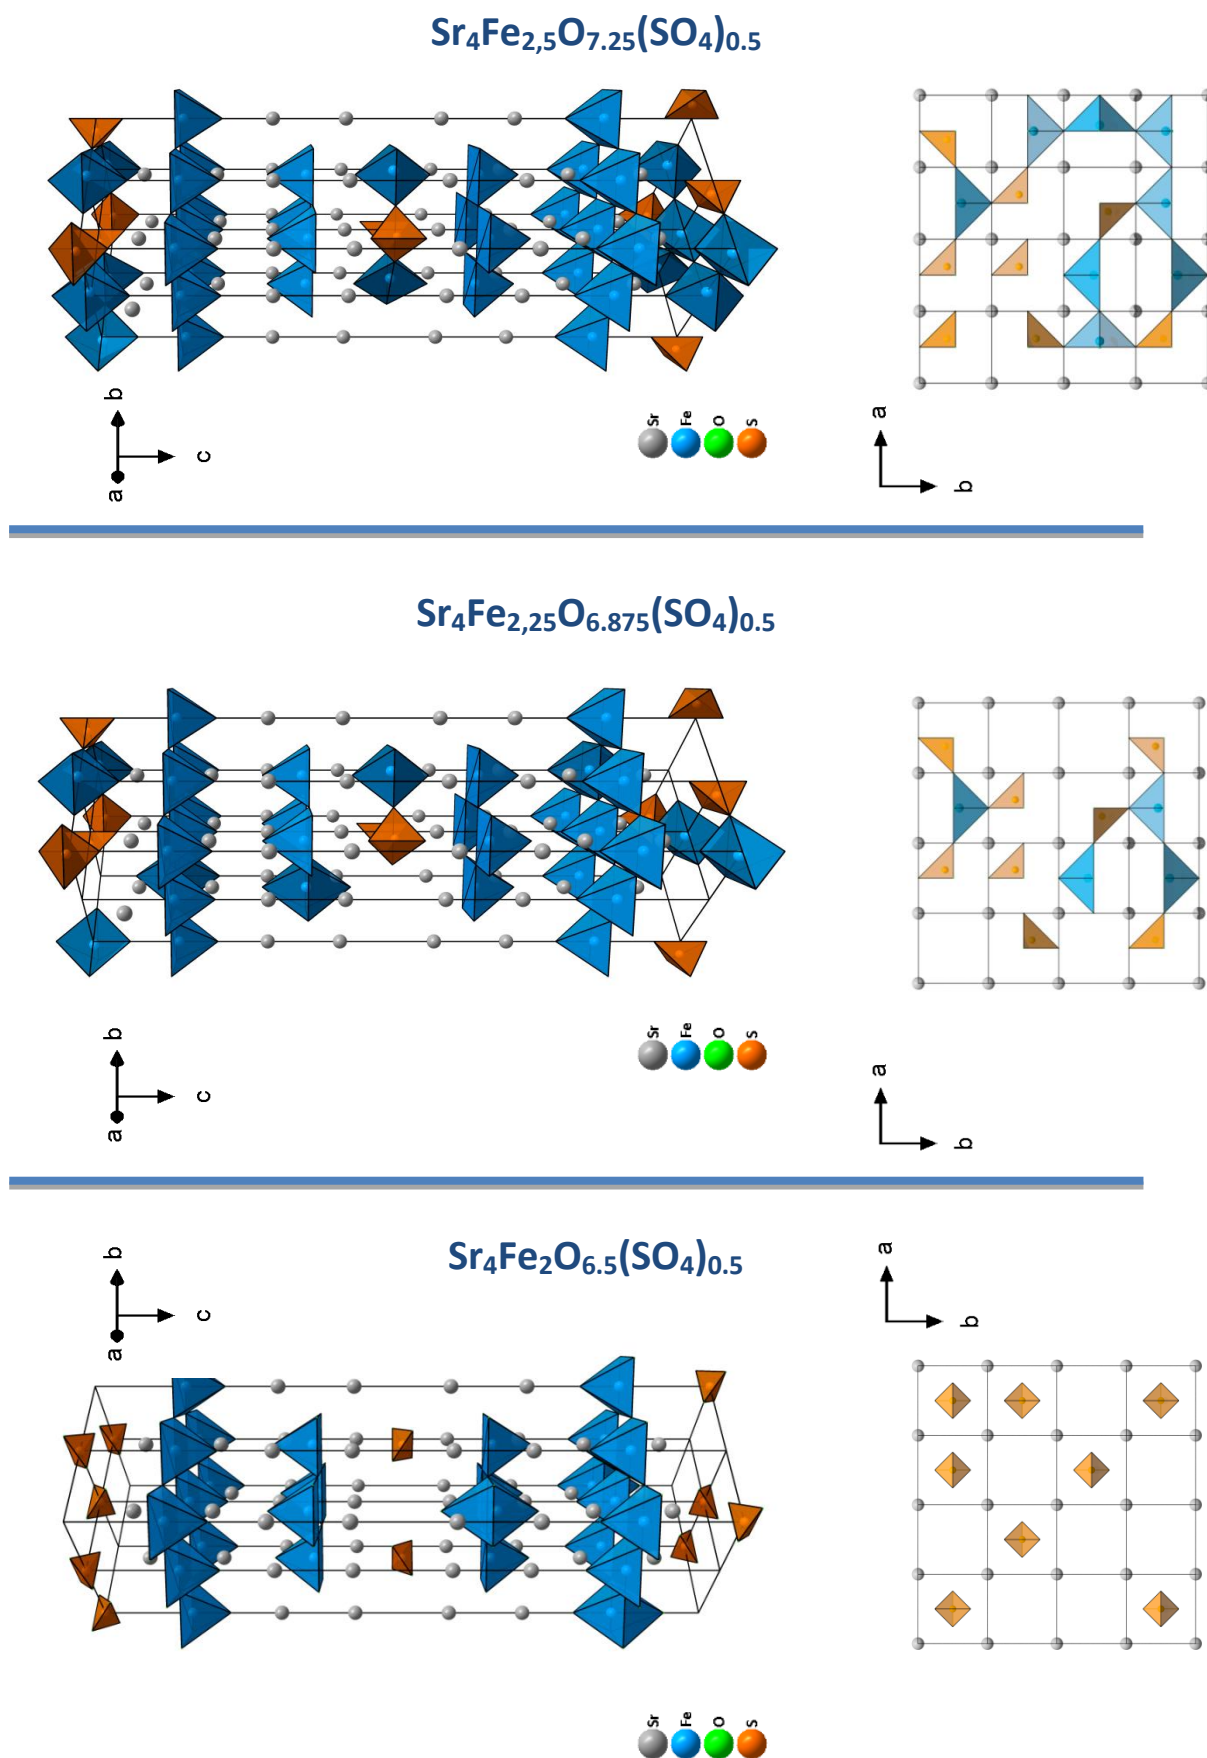 Sr₄Fe₂,₅O₇.₂₅(SO₄)₀.₅
b
c
a
Sr
Fe
O
S
a
b
Sr₄Fe₂,₂₅O₆.₈₇₅(SO₄)₀.₅
b
c
a
Sr
Fe
O
S
a
b
Sr₄Fe₂O₆.₅(SO₄)₀.₅
b
c
a
a
b
Sr
Fe
O
S